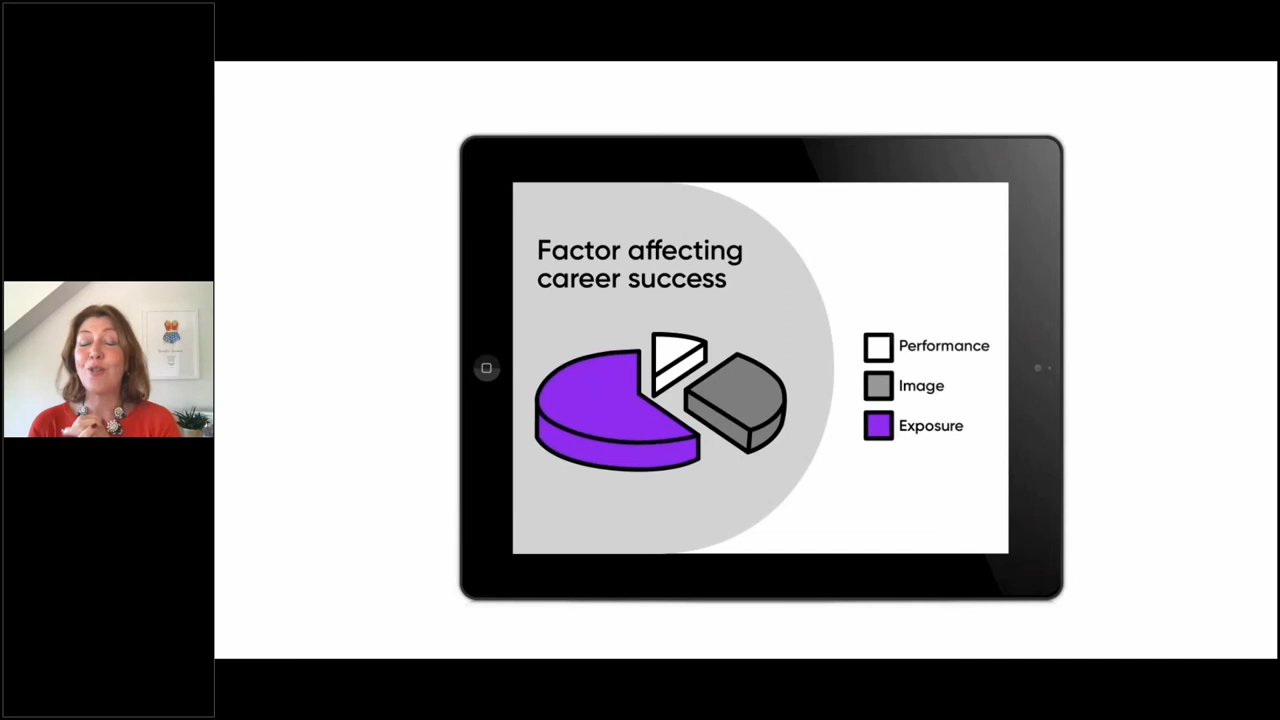 Factor affecting
career success
Performance
Image
Exposure